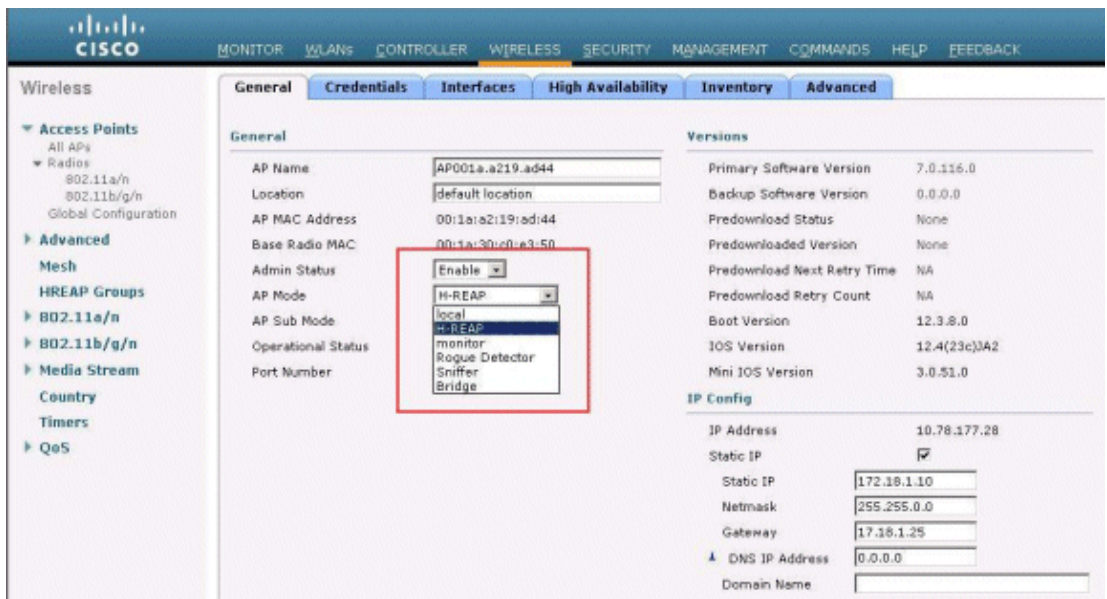 CISCO
MONITOR WLANs CONTROLLER WIRELESS SECURITY MANAGEMENT COMMANDS HELP FEEDBACK
Wireless
Access Points
All APs
Radios
802.11a/n
802.11b/g/n
Global Configuration
Advanced
Mesh
HREAP Groups
802.11a/n
802.11b/g/n
Media Stream
Country
Timers
QoS
General Credentials Interfaces High Availability Inventory Advanced
General
AP Name AP001a.a219.ad44
Location default location
AP MAC Address 00:1a:a2:19:ad:44
Base Radio MAC 00:1a:30:c0:e3:50
Admin Status Enable
AP Mode H-REAP
AP Sub Mode
Operational Status
Port Number
local
H-REAP
monitor
Rogue Detector
Sniffer
Bridge
Versions
Primary Software Version 7.0.116.0
Backup Software Version 0.0.0.0
Predownload Status None
Predownloaded Version None
Predownload Next Retry Time NA
Predownload Retry Count NA
Boot Version 12.3.8.0
IOS Version 12.4(23c)JA2
Mini IOS Version 3.0.51.0
IP Config
IP Address 10.78.177.28
Static IP
Static IP 172.18.1.10
Netmask 255.255.0.0
Gateway 17.18.1.25
DNS IP Address 0.0.0.0
Domain Name